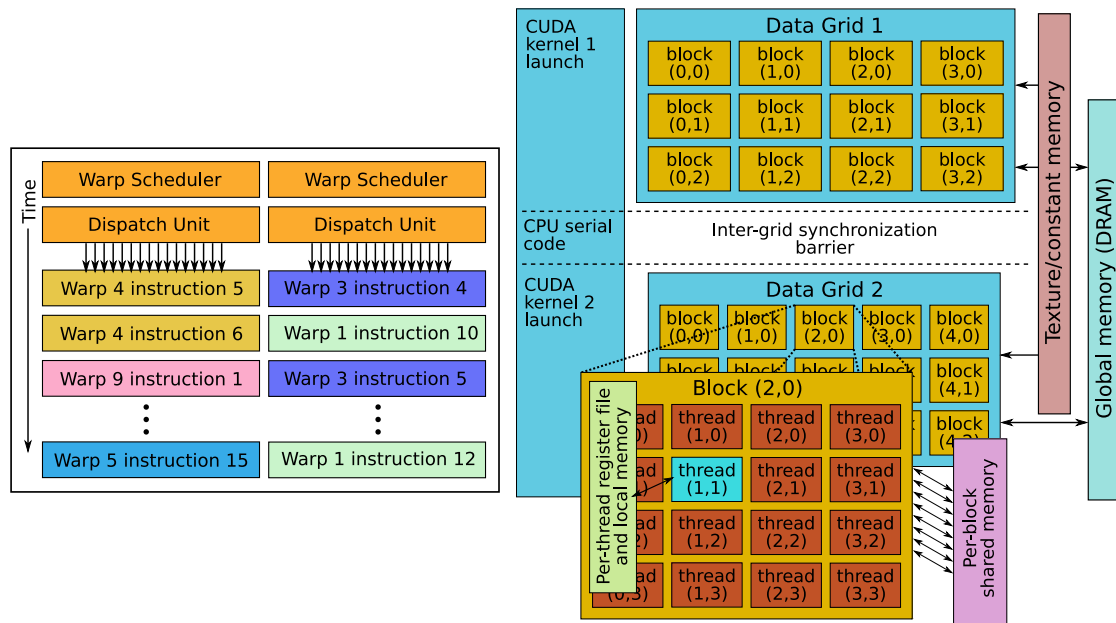 Time
Warp Scheduler
Warp Scheduler
Dispatch Unit
Dispatch Unit
Warp 4 instruction 5
Warp 3 instruction 4
Warp 4 instruction 6
Warp 1 instruction 10
Warp 9 instruction 1
Warp 3 instruction 5
Warp 5 instruction 15
Warp 1 instruction 12
CUDA
kernel 1
launch
Data Grid 1
block
(0,0)
block
(1,0)
block
(2,0)
block
(3,0)
block
(0,1)
block
(1,1)
block
(2,1)
block
(3,1)
block
(0,2)
block
(1,2)
block
(2,2)
block
(3,2)
CPU serial
code
Inter-grid synchronization
barrier
CUDA
kernel 2
launch
Data Grid 2
block
(0,0)
block
(1,0)
block
(2,0)
block
(3,0)
block
(4,0)
block
(4,1)
block
(4,2)
Block (2,0)
thread
(1,0)
thread
(2,0)
thread
(3,0)
thread
(1,1)
thread
(2,1)
thread
(3,1)
thread
(1,2)
thread
(2,2)
thread
(3,2)
thread
(0,3)
thread
(1,3)
thread
(2,3)
thread
(3,3)
Per-thread register file
and local memory
Per-block
shared memory
Texture/constant memory
Global memory (DRAM)